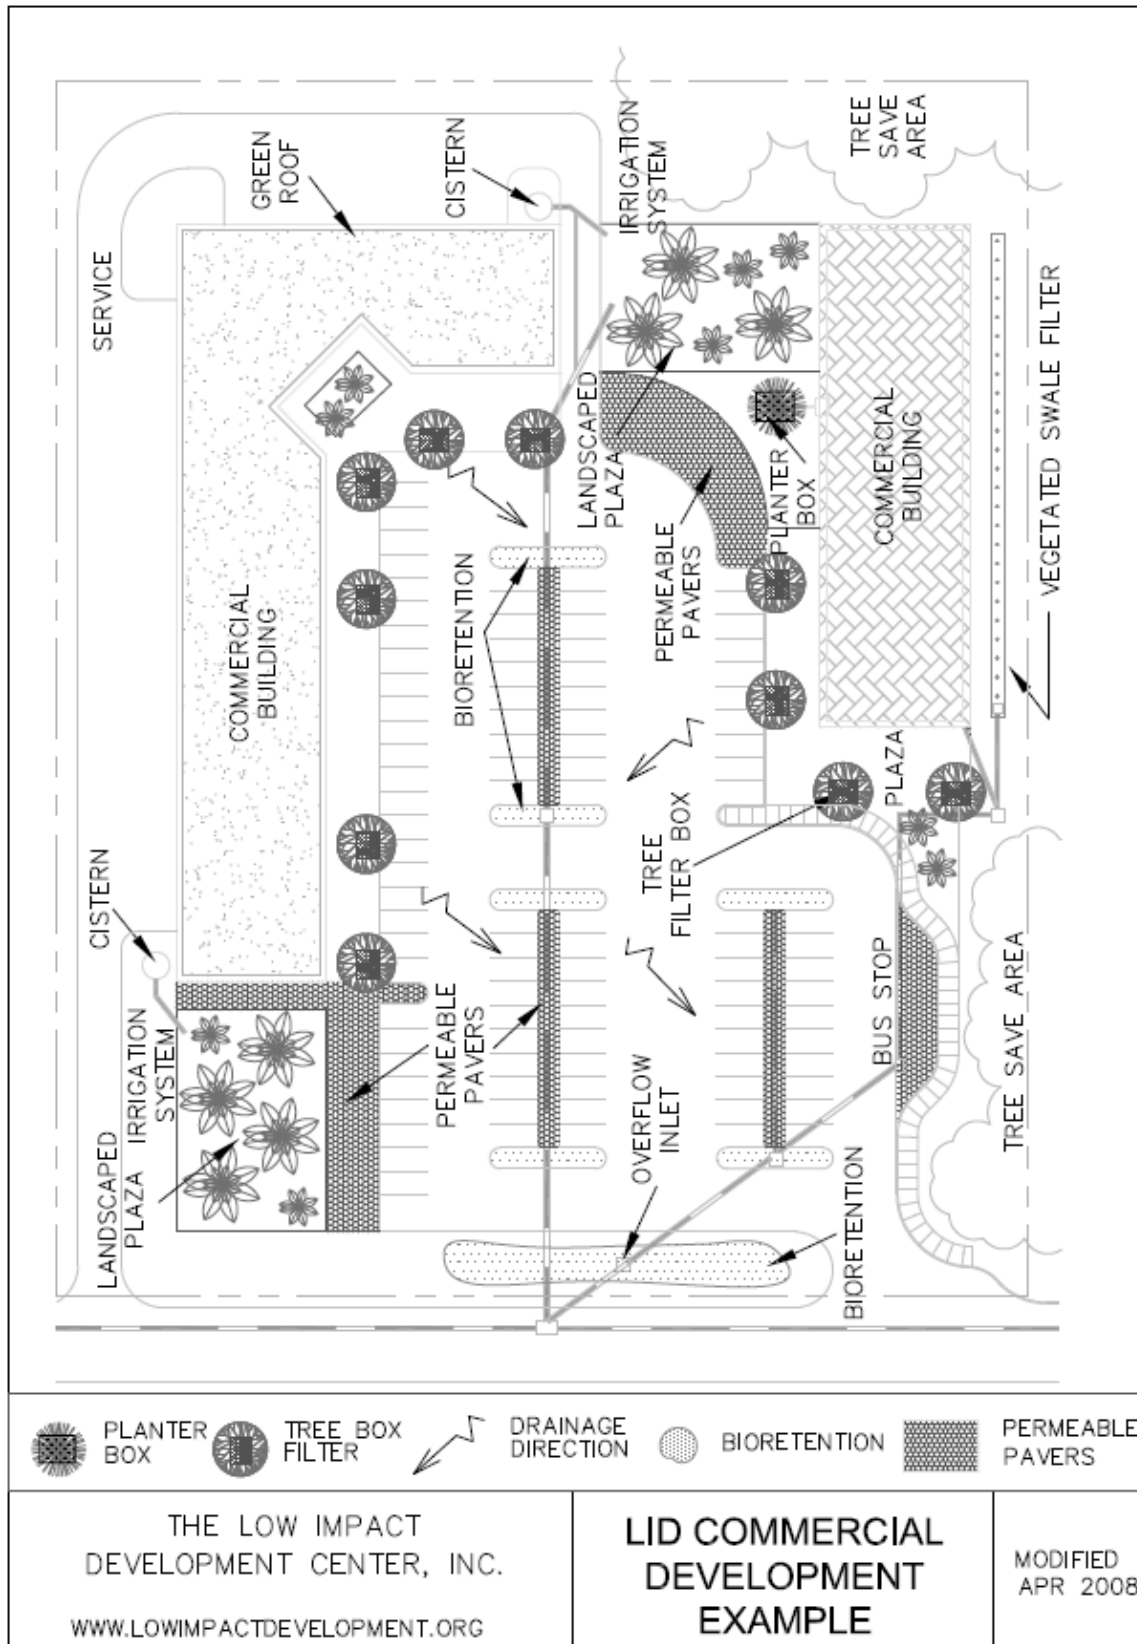 TREE
SAVE
AREA
GREEN
ROOF
CISTERN
IRRIGATION
SYSTEM
SERVICE
LANDSCAPED
PLAZA
PLANTER
BOX
COMMERCIAL
BUILDING
VEGETATED SWALE FILTER
PERMEABLE
PAVERS
BIORETENTION
COMMERCIAL
BUILDING
PLAZA
TREE
FILTER BOX
CISTERN
BUS STOP
TREE SAVE AREA
PERMEABLE
PAVERS
IRRIGATION
SYSTEM
LANDSCAPED
PLAZA
OVERFLOW
INLET
BIORETENTION
PLANTER
BOX
TREE BOX
FILTER
DRAINAGE
DIRECTION
BIORETENTION
PERMEABLE
PAVERS
THE LOW IMPACT
DEVELOPMENT CENTER, INC.
WWW.LOWIMPACTDEVELOPMENT.ORG
LID COMMERCIAL
DEVELOPMENT
EXAMPLE
MODIFIED
APR 2008